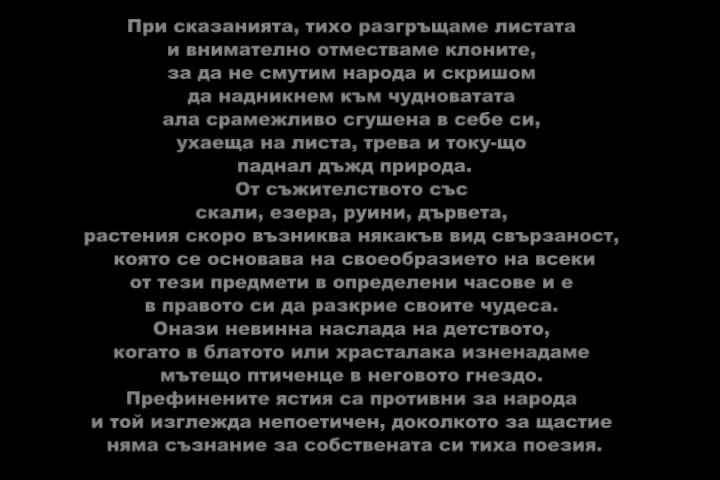 При сказанията, тихо разгръщаме листата
и внимателно отместваме клоните,
за да не смутим народа и скришом
да надникнем към чудноватата
ала срамежливо сгушена в себе си,
ухаеща на листа, трева и току-що
паднал дъжд природа.
От съжителството със
скали, езера, руини, дървета,
растения скоро възниква някакъв вид свързаност,
която се основава на своеобразието на всеки
от тези предмети в определени часове и е
в правото си да разкрие своите чудеса.
Онази невинна наслада на детството,
когато в блатото или храсталака изненадаме
мътещо птиченце в неговото гнездо.
Префинените ястия са противни за народа
и той изглежда непоетичен, доколкото за щастие
няма съзнание за собствената си тиха поезия.